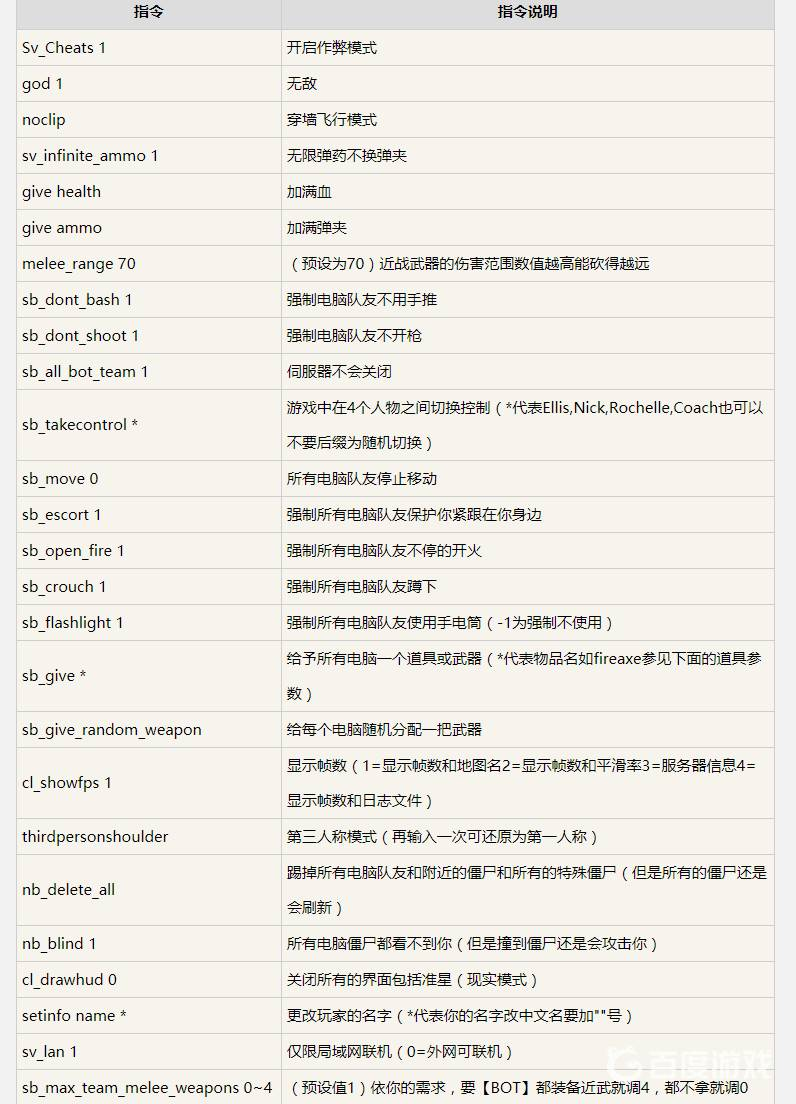 指令 指令说明
Sv_Cheats 1 开启作弊模式
god 1 无敌
noclip 穿墙飞行模式
sv_infinite_ammo 1 无限弹药不换弹夹
give health 加满血
give ammo 加满弹夹
melee_range 70 （预设为70）近战武器的伤害范围数值越高能砍得越远
sb_dont_bash 1 强制电脑队友不用手推
sb_dont_shoot 1 强制电脑队友不开枪
sb_all_bot_team 1 伺服器不会关闭
sb_takecontrol * 游戏中在4个人物之间切换控制（*代表Ellis,Nick,Rochelle,Coach也可以
不要后缀为随机切换）
sb_move 0 所有电脑队友停止移动
sb_escort 1 强制所有电脑队友保护你紧跟在你身边
sb_open_fire 1 强制所有电脑队友不停的开火
sb_crouch 1 强制所有电脑队友蹲下
sb_flashlight 1 强制所有电脑队友使用手电筒（-1为强制不使用）
sb_give * 给予所有电脑一个道具或武器（*代表物品名如fireaxe参见下面的道具参
数）
sb_give_random_weapon 给每个电脑随机分配一把武器
cl_showfps 1 显示帧数（1=显示帧数和地图名2=显示帧数和平滑率3=服务器信息4=
显示帧数和日志文件）
thirdpersonshoulder 第三人称模式（再输入一次可还原为第一人称）
nb_delete_all 踢掉所有电脑队友和附近的僵尸和所有的特殊僵尸（但是所有的僵尸还是
会刷新）
nb_blind 1 所有电脑僵尸都看不到你（但是撞到僵尸还是会攻击你）
cl_drawhud 0 关闭所有的界面包括准星（现实模式）
setinfo name * 更改玩家的名字（*代表你的名字改中文名要加""号）
sv_lan 1 仅限局域网联机（0=外网可联机）
sb_max_team_melee_weapons 0~4 （预设值1）依你的需求，要【BOT】都装备近武就调4，都不拿就调0
百度游戏